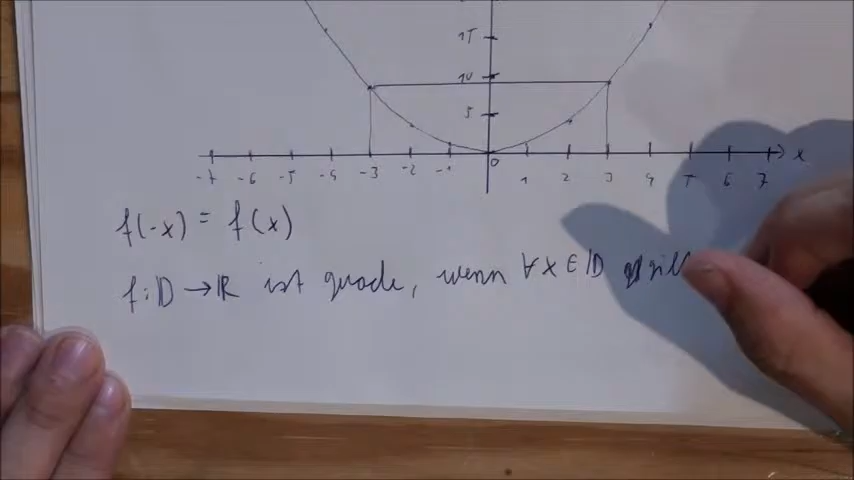 15
10
5
-7 -6 -5 -4 -3 -2 -1 0 1 2 3 4 5 6 7 x
f(-x) = f(x)
f: D → R ist gerade, wenn ∀ x ∈ D gilt